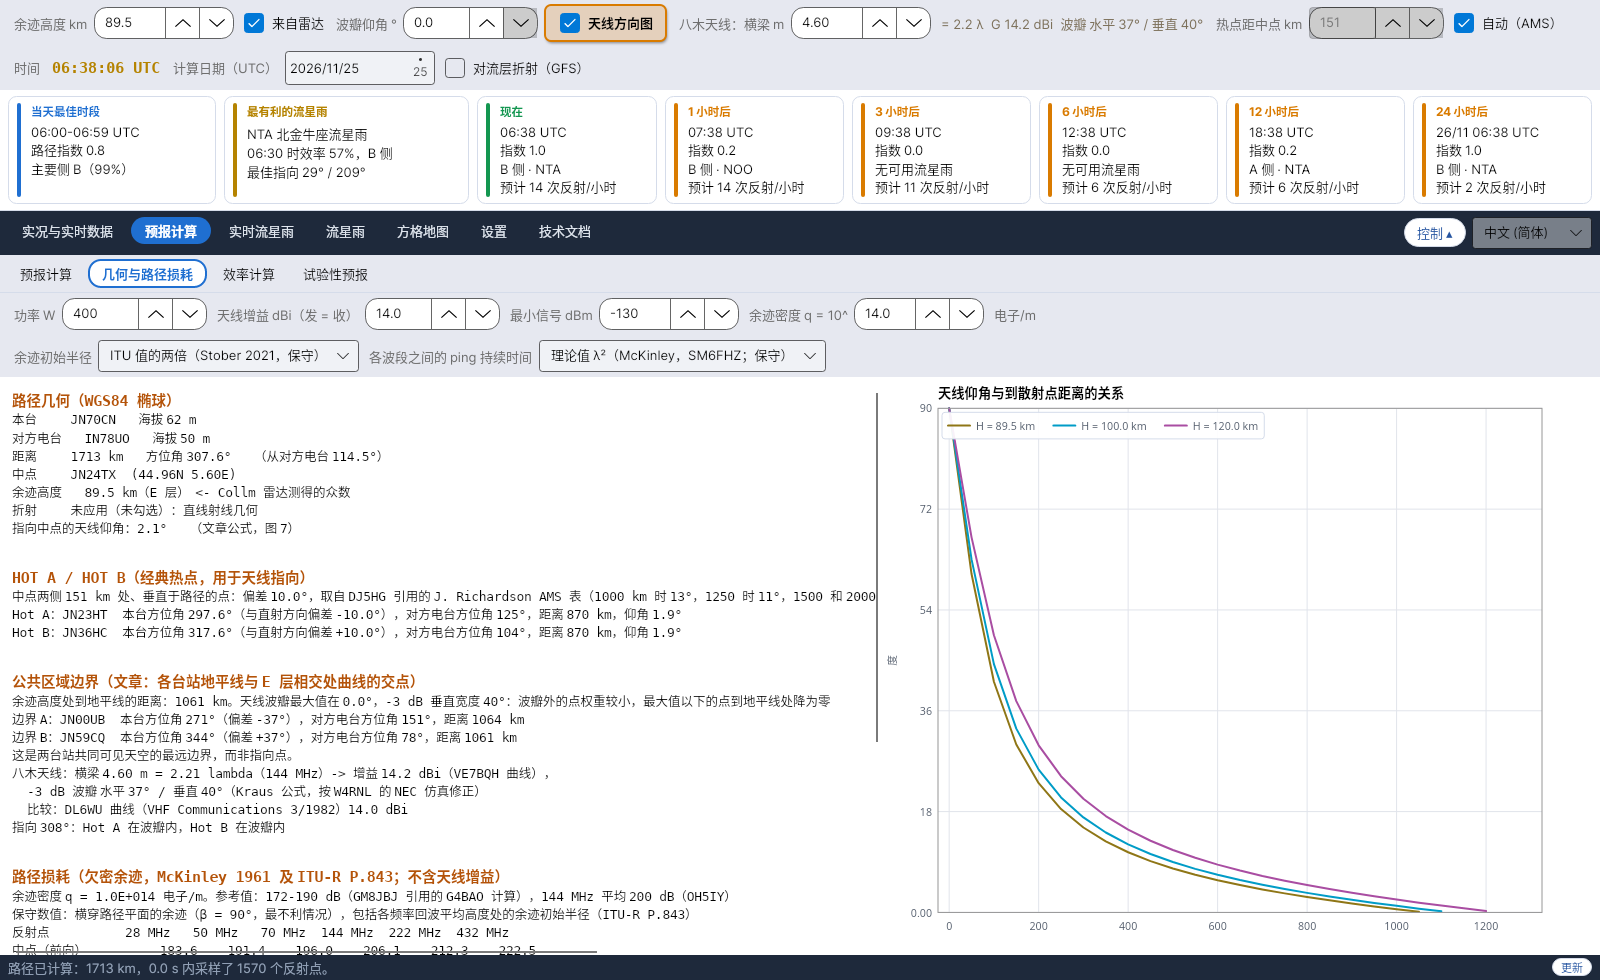 余迹高度 km 89.5 来自雷达 波瓣仰角 ° 0.0 天线方向图 八木天线：横梁 m 4.60 = 2.2 λ G 14.2 dBi 波瓣 水平 37° / 垂直 40° 热点距中点 km 151 自动（AMS）
时间 06:38:06 UTC 计算日期（UTC） 2026/11/25 25 对流层折射（GFS）
当天最佳时段
06:00-06:59 UTC
路径指数 0.8
主要侧 B（99%）
最有利的流星雨
NTA 北金牛座流星雨
06:30 时效率 57%，B 侧
最佳指向 29° / 209°
现在
06:38 UTC
指数 1.0
B 侧 · NTA
预计 14 次反射/小时
1 小时后
07:38 UTC
指数 0.2
B 侧 · NOO
预计 14 次反射/小时
3 小时后
09:38 UTC
指数 0.0
无可用流星雨
预计 11 次反射/小时
6 小时后
12:38 UTC
指数 0.0
无可用流星雨
预计 6 次反射/小时
12 小时后
18:38 UTC
指数 0.2
A 侧 · NTA
预计 6 次反射/小时
24 小时后
26/11 06:38 UTC
指数 1.0
B 侧 · NTA
预计 2 次反射/小时
实况与实时数据 预报计算 实时流星雨 流星雨 方格地图 设置 技术文档 控制 ▴ 中文 (简体)
预报计算 几何与路径损耗 效率计算 试验性预报
功率 W 400 天线增益 dBi（发 = 收） 14.0 最小信号 dBm -130 余迹密度 q = 10^ 14.0 电子/m
余迹初始半径 ITU 值的两倍（Stober 2021，保守） 各波段之间的 ping 持续时间 理论值 λ²（McKinley，SM6FHZ；保守）
路径几何（WGS84 椭球）
本台 JN70CN 海拔 62 m
对方电台 IN78UO 海拔 50 m
距离 1713 km 方位角 307.6° （从对方电台 114.5°）
中点 JN24TX (44.96N 5.60E)
余迹高度 89.5 km（E 层） <- Collm 雷达测得的众数
折射 未应用（未勾选）：直线射线几何
指向中点的天线仰角：2.1° （文章公式，图 7）
HOT A / HOT B（经典热点，用于天线指向）
中点两侧 151 km 处、垂直于路径的点：偏差 10.0°，取自 DJ5HG 引用的 J. Richardson AMS 表（1000 km 时 13°，1250 时 11°，1500 和 2000
Hot A：JN23HT 本台方位角 297.6°（与直射方向偏差 -10.0°），对方电台方位角 125°，距离 870 km，仰角 1.9°
Hot B：JN36HC 本台方位角 317.6°（与直射方向偏差 +10.0°），对方电台方位角 104°，距离 870 km，仰角 1.9°
公共区域边界（文章：各台站地平线与 E 层相交处曲线的交点）
余迹高度处到地平线的距离：1061 km。天线波瓣最大值在 0.0°，-3 dB 垂直宽度 40°：波瓣外的点权重较小，最大值以下的点到地平线处降为零
边界 A：JN00UB 本台方位角 271°（偏差 -37°），对方电台方位角 151°，距离 1064 km
边界 B：JN59CQ 本台方位角 344°（偏差 +37°），对方电台方位角 78°，距离 1061 km
这是两台站共同可见天空的最远边界，而非指向点。
八木天线：横梁 4.60 m = 2.21 lambda（144 MHz）-> 增益 14.2 dBi（VE7BQH 曲线），
-3 dB 波瓣 水平 37° / 垂直 40°（Kraus 公式，按 W4RNL 的 NEC 仿真修正）
比较：DL6WU 曲线（VHF Communications 3/1982）14.0 dBi
指向 308°：Hot A 在波瓣内，Hot B 在波瓣内
路径损耗（欠密余迹，McKinley 1961 及 ITU-R P.843；不含天线增益）
余迹密度 q = 1.0E+014 电子/m。参考值：172-190 dB（GM8JBJ 引用的 G4BAO 计算），144 MHz 平均 200 dB（OH5IY）
保守数值：横穿路径平面的余迹（β = 90°，最不利情况），包括各频率回波平均高度处的余迹初始半径（ITU-R P.843）
反射点 28 MHz 50 MHz 70 MHz 144 MHz 222 MHz 432 MHz
中点（前向） 183.6 191.4 196.0 206.1 212.3 222.5
天线仰角与到散射点距离的关系
H = 89.5 km H = 100.0 km H = 120.0 km
90
72
54
36
18
0.00
度
0 200 400 600 800 1000 1200
路径已计算：1713 km，0.0 s 内采样了 1570 个反射点。 更新